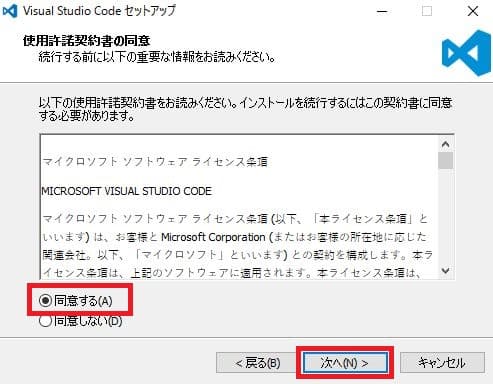 Visual Studio Code セットアップ
使用許諾契約書の同意
続行する前に以下の重要な情報をお読みください。
以下の使用許諾契約書をお読みください。インストールを続行するにはこの契約書に同意
する必要があります。
マイクロソフト ソフトウェア ライセンス条項
MICROSOFT VISUAL STUDIO CODE
マイクロソフト ソフトウェア ライセンス条項 (以下、「本ライセンス条項」と
いいます) は、お客様と Microsoft Corporation (またはお客様の所在地に応じた
関連会社。以下、「マイクロソフト」といいます) との契約を構成します。本ラ
イセンス条項は、上記のソフトウェアに適用されます。本ライセンス条項は、
同意する(A)
同意しない(D)
< 戻る(B) 次へ(N) > キャンセル